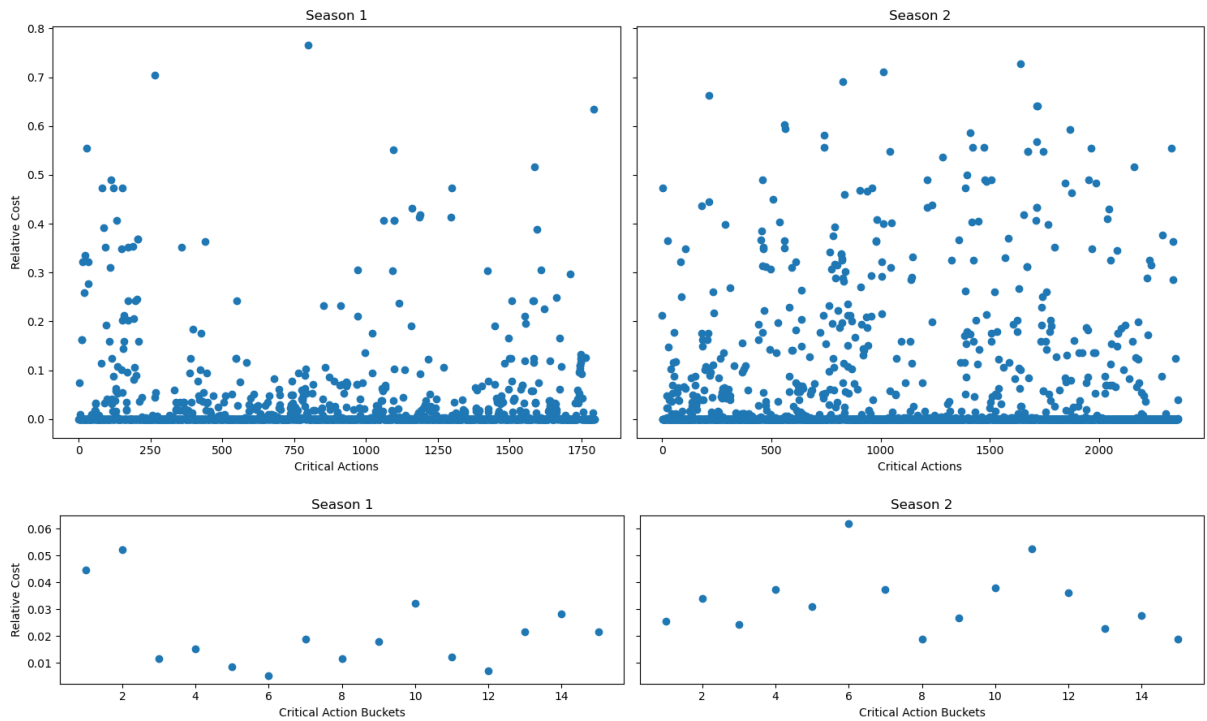 Season 1
Season 2
0.8
0.7
0.6
0.5
0.4
0.3
0.2
0.1
0.0
Relative Cost
0 250 500 750 1000 1250 1500 1750
0 500 1000 1500 2000
Critical Actions
Critical Actions
Season 1
Season 2
0.06
0.05
0.04
0.03
0.02
0.01
Relative Cost
2 4 6 8 10 12 14
2 4 6 8 10 12 14
Critical Action Buckets
Critical Action Buckets